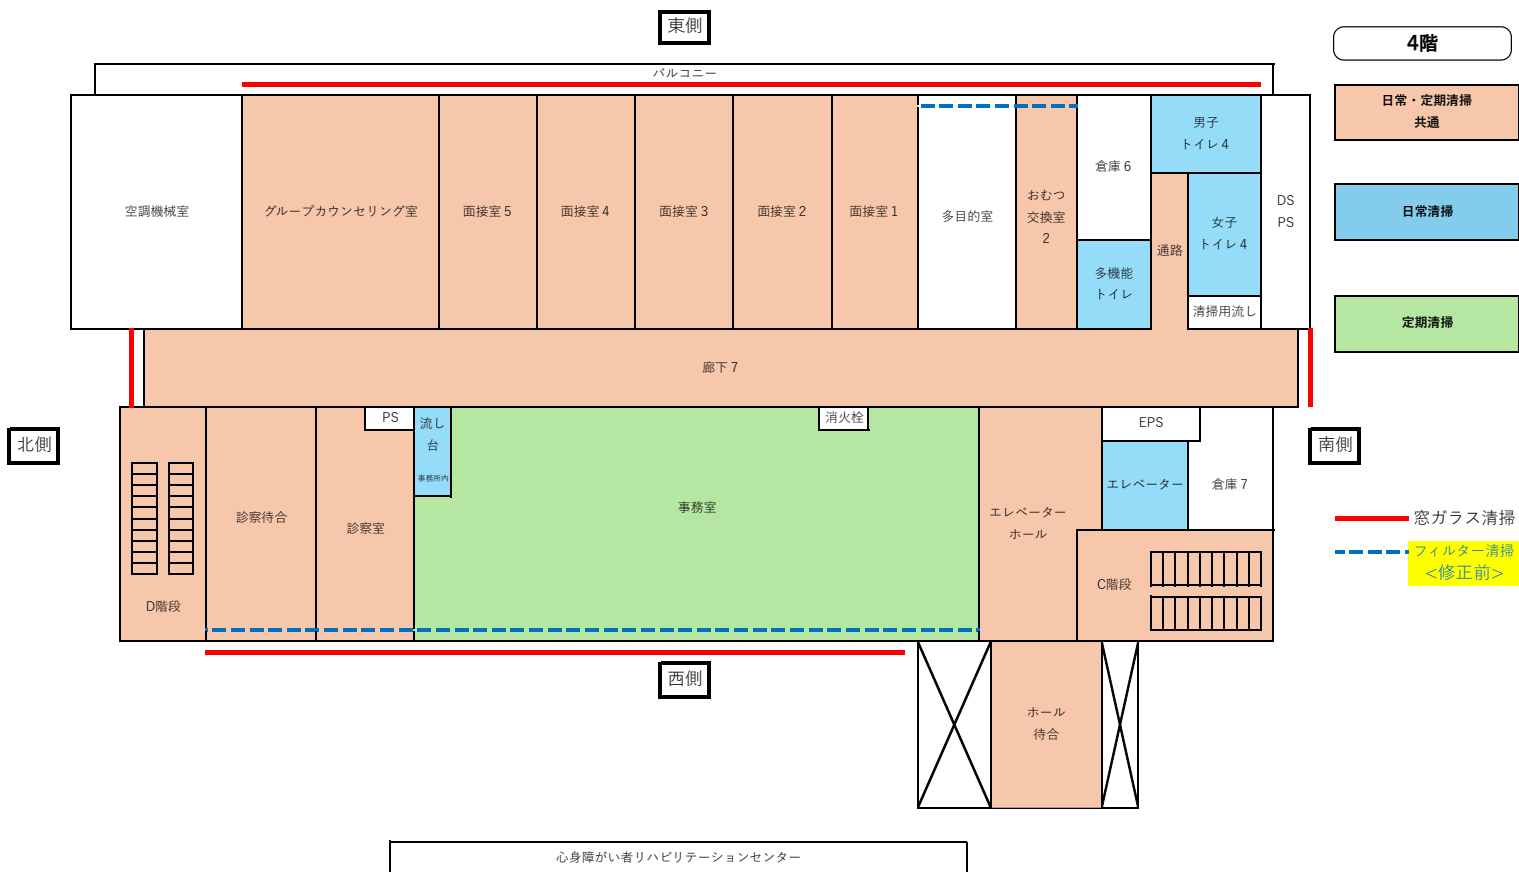 東側
4階
バルコニー
日常・定期清掃
共通
日常清掃
定期清掃
空調機械室
グループカウンセリング室
面接室５
面接室４
面接室３
面接室２
面接室１
多目的室
おむつ
交換室
2
倉庫６
多機能
トイレ
男子
トイレ４
通路
女子
トイレ４
清掃用流し
DS
PS
廊下７
北側
南側
D階段
診察待合
診察室
PS
流し
台
事務所内
事務室
消火栓
エレベーター
ホール
EPS
エレベーター
倉庫７
C階段
窓ガラス清掃
フィルター清掃
<修正前>
西側
ホール
待合
心身障がい者リハビリテーションセンター